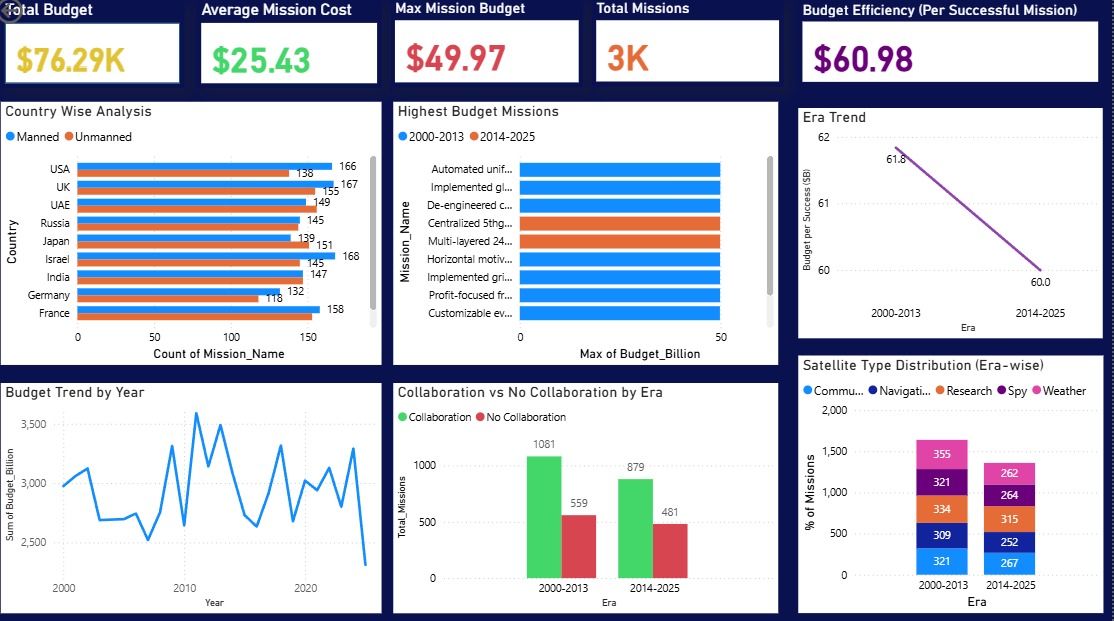 Total Budget
$76.29K
Average Mission Cost
$25.43
Max Mission Budget
$49.97
Total Missions
3K
Budget Efficiency (Per Successful Mission)
$60.98
Country Wise Analysis
Manned Unmanned
Country
USA 166 138
UK 167 155
UAE 149
Russia 145
Japan 139 151
Israel 168 145
India 147
Germany 132 118
France 158
0 50 100 150
Count of Mission_Name
Highest Budget Missions
2000-2013 2014-2025
Mission_Name
Automated unif...
Implemented gl...
De-engineered c...
Centralized 5thg...
Multi-layered 24...
Horizontal motiv...
Implemented gri...
Profit-focused fr...
Customizable ev...
0 50
Max of Budget_Billion
Era Trend
Budget per Success ($B)
62
61.8
61
60
60.0
2000-2013 2014-2025
Era
Budget Trend by Year
Sum of Budget_Billion
3,500
3,000
2,500
2000 2010 2020
Year
Collaboration vs No Collaboration by Era
Collaboration No Collaboration
Total_Missions
1000
500
0
1081 559 879 481
2000-2013 2014-2025
Era
Satellite Type Distribution (Era-wise)
Commu... Navigati... Research Spy Weather
% of Missions
2,000
1,500
1,000
500
0
355 262
321 264
334 315
309 252
321 267
2000-2013 2014-2025
Era